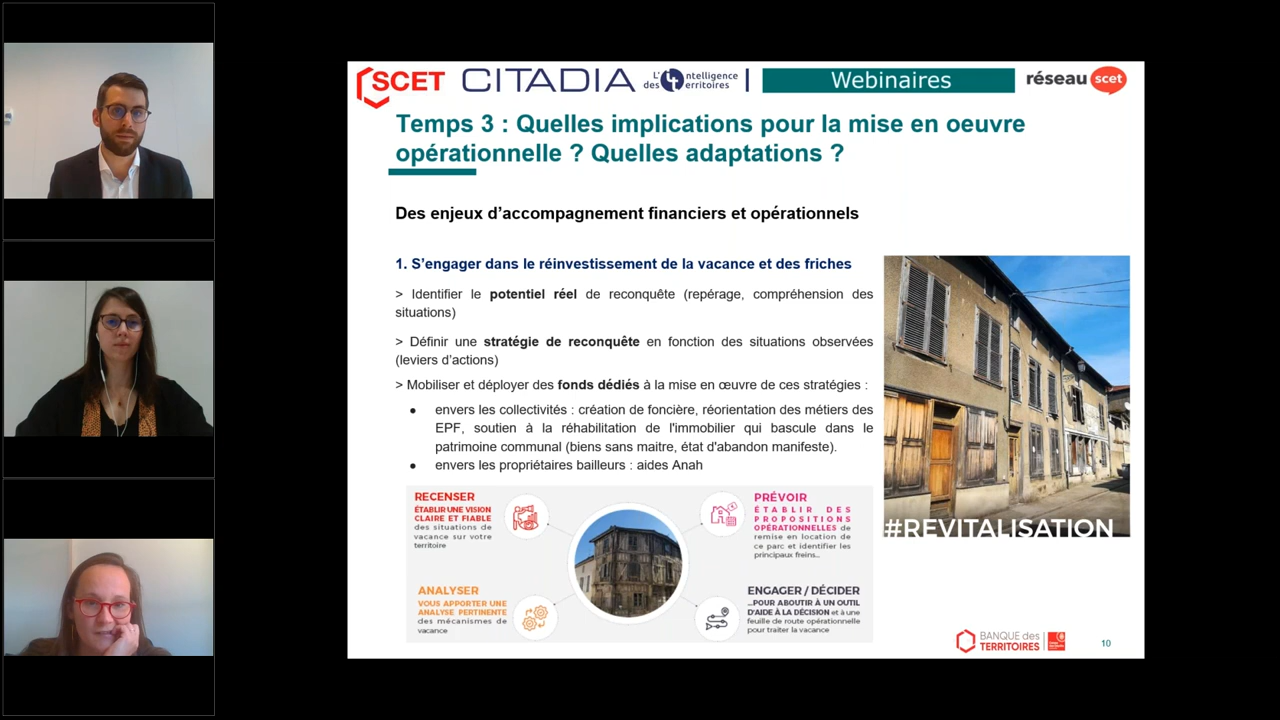 SCET CITADIA L'intelligence des territoires Webinaires réseau scet
Temps 3 : Quelles implications pour la mise en oeuvre
opérationnelle ? Quelles adaptations ?
Des enjeux d'accompagnement financiers et opérationnels
1. S'engager dans le réinvestissement de la vacance et des friches
> Identifier le potentiel réel de reconquête (repérage, compréhension des
situations)
> Définir une stratégie de reconquête en fonction des situations observées
(leviers d'actions)
> Mobiliser et déployer des fonds dédiés à la mise en œuvre de ces stratégies :
● envers les collectivités : création de foncière, réorientation des métiers des
EPF, soutien à la réhabilitation de l'immobilier qui bascule dans le
patrimoine communal (biens sans maitre, état d'abandon manifeste).
● envers les propriétaires bailleurs : aides Anah
#REVITALISATION
RECENSER
ÉTABLIR UNE VISION
CLAIRE ET FIABLE
des situations de
vacance sur votre
territoire
PRÉVOIR
ÉTABLIR DES
PROPOSITIONS
OPÉRATIONNELLES de
remise en location de
ce parc et identifier les
principaux freins...
ANALYSER
VOUS APPORTER UNE
ANALYSE PERTINENTE
des mécanismes de
vacance
ENGAGER / DÉCIDER
...POUR ABOUTIR À UN OUTIL
D'AIDE À LA DÉCISION et à une
feuille de route opérationnelle
pour traiter la vacance
BANQUE des
TERRITOIRES
10